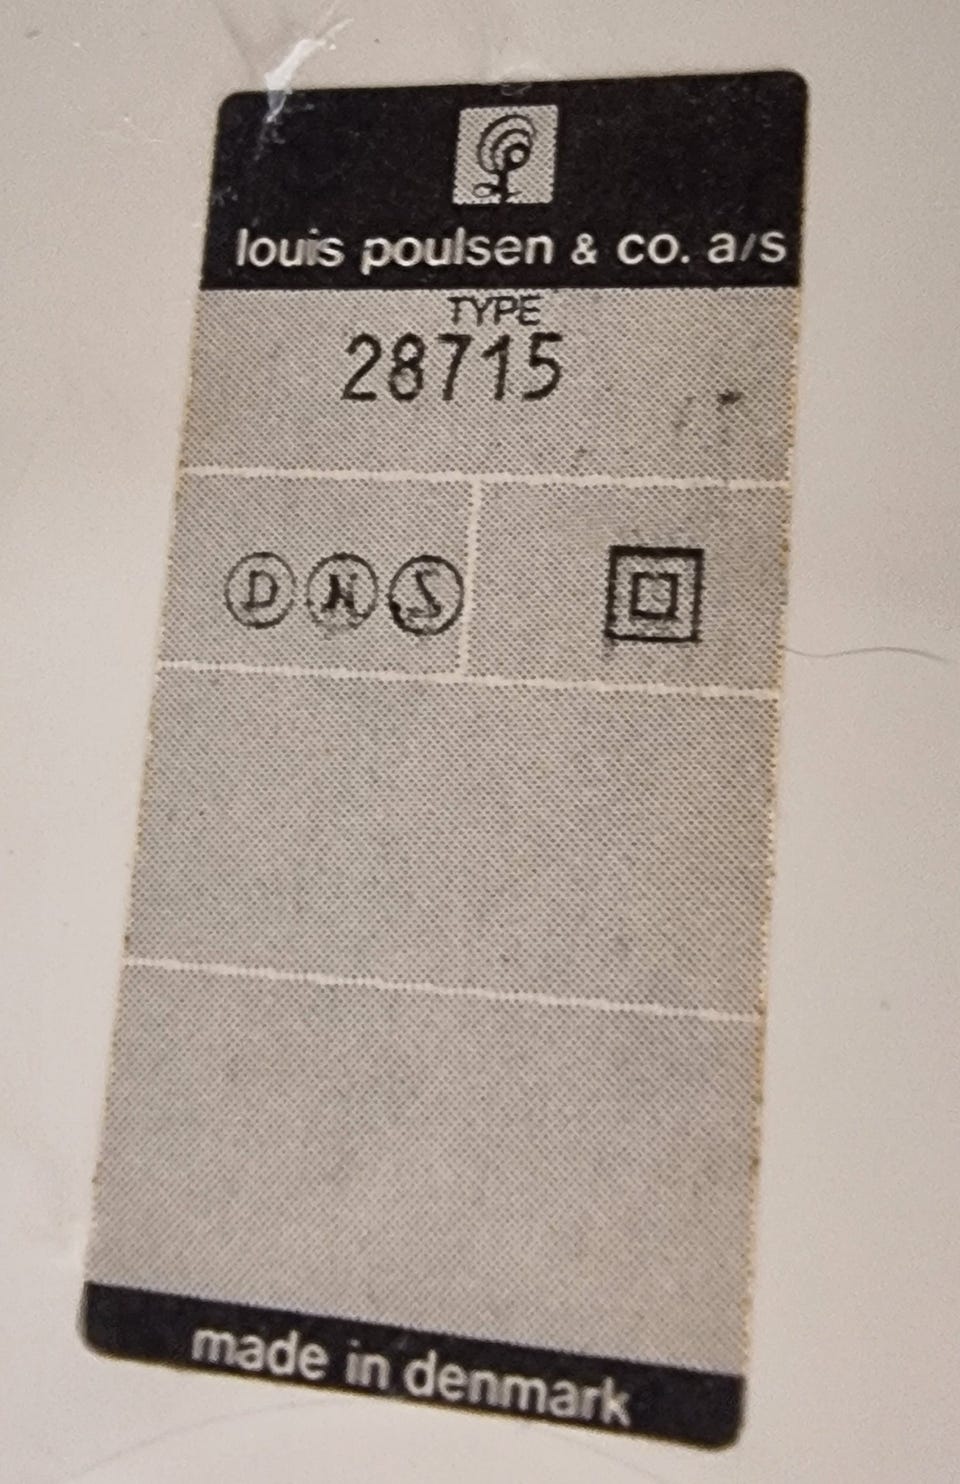 louis poulsen & co. a/s
TYPE
28715
D N S
made in denmark